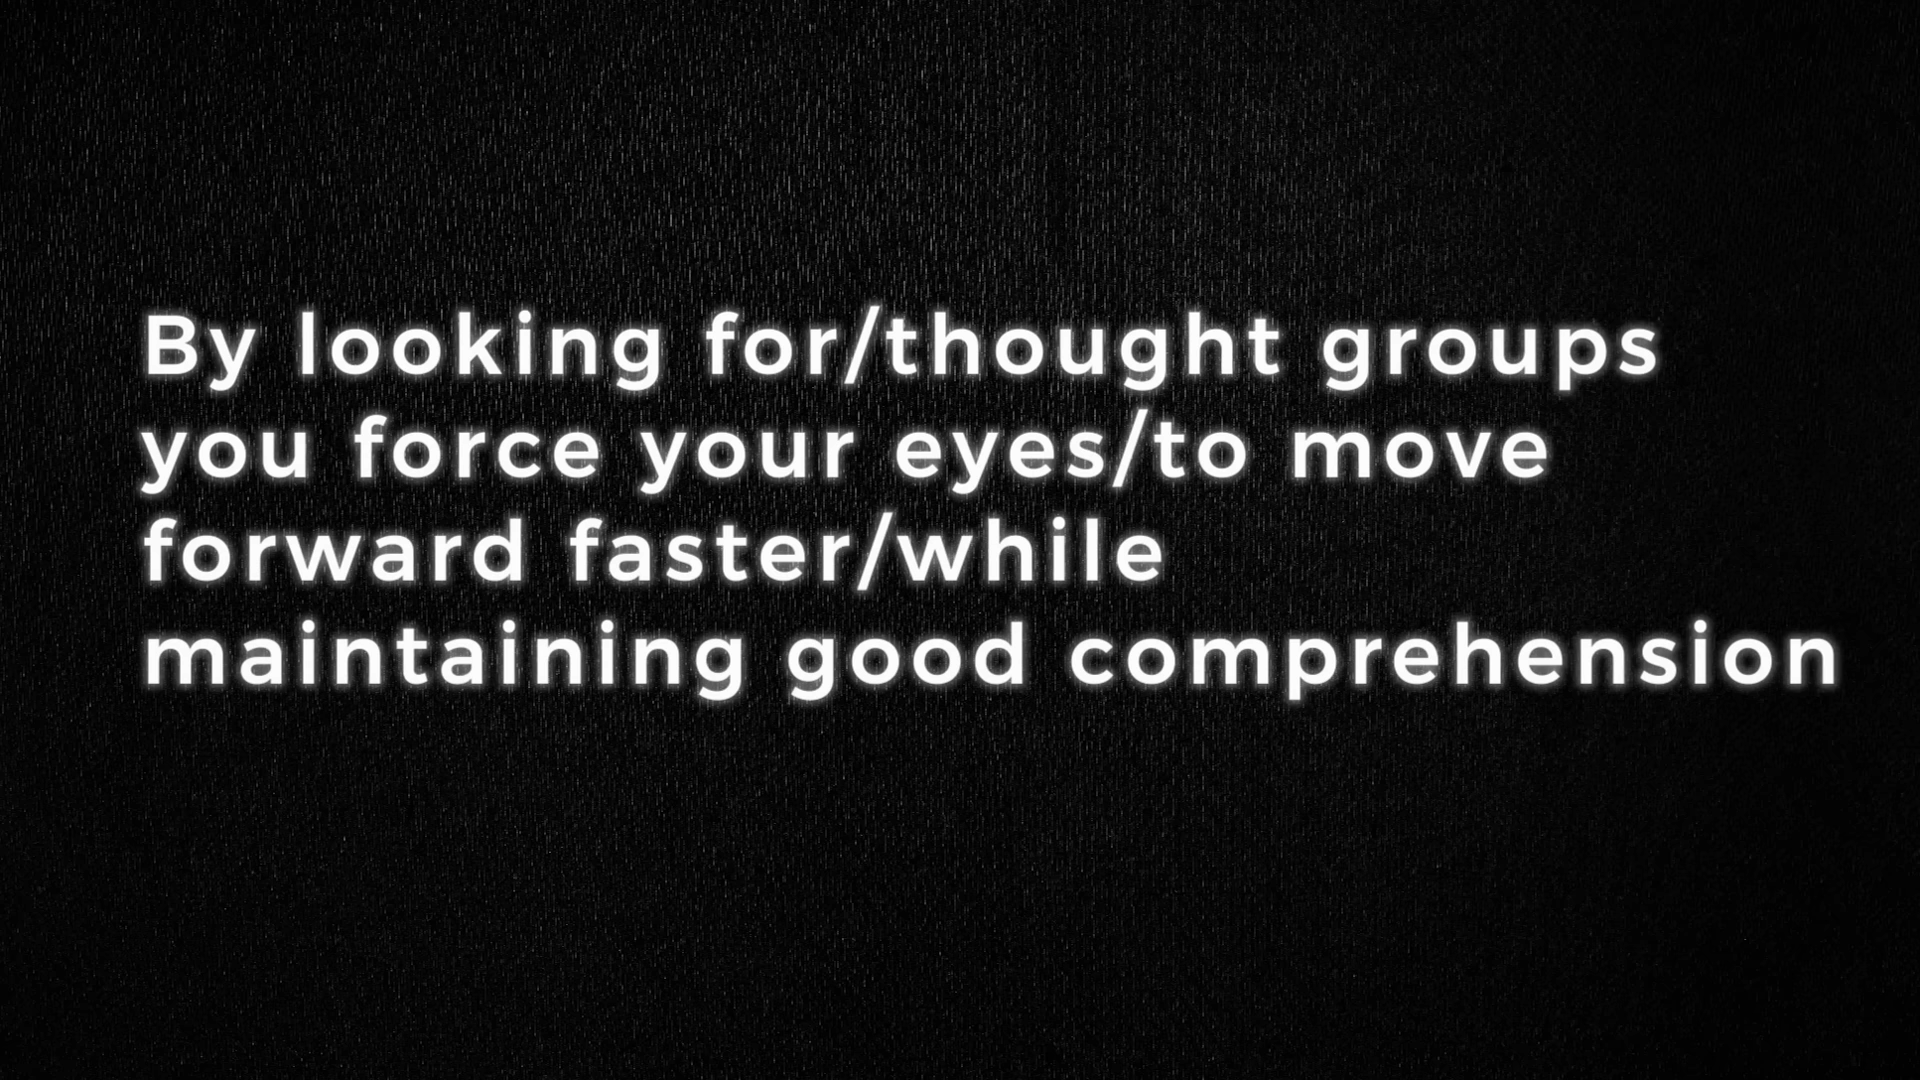 By looking for/thought groups
you force your eyes/to move
forward faster/while
maintaining good comprehension